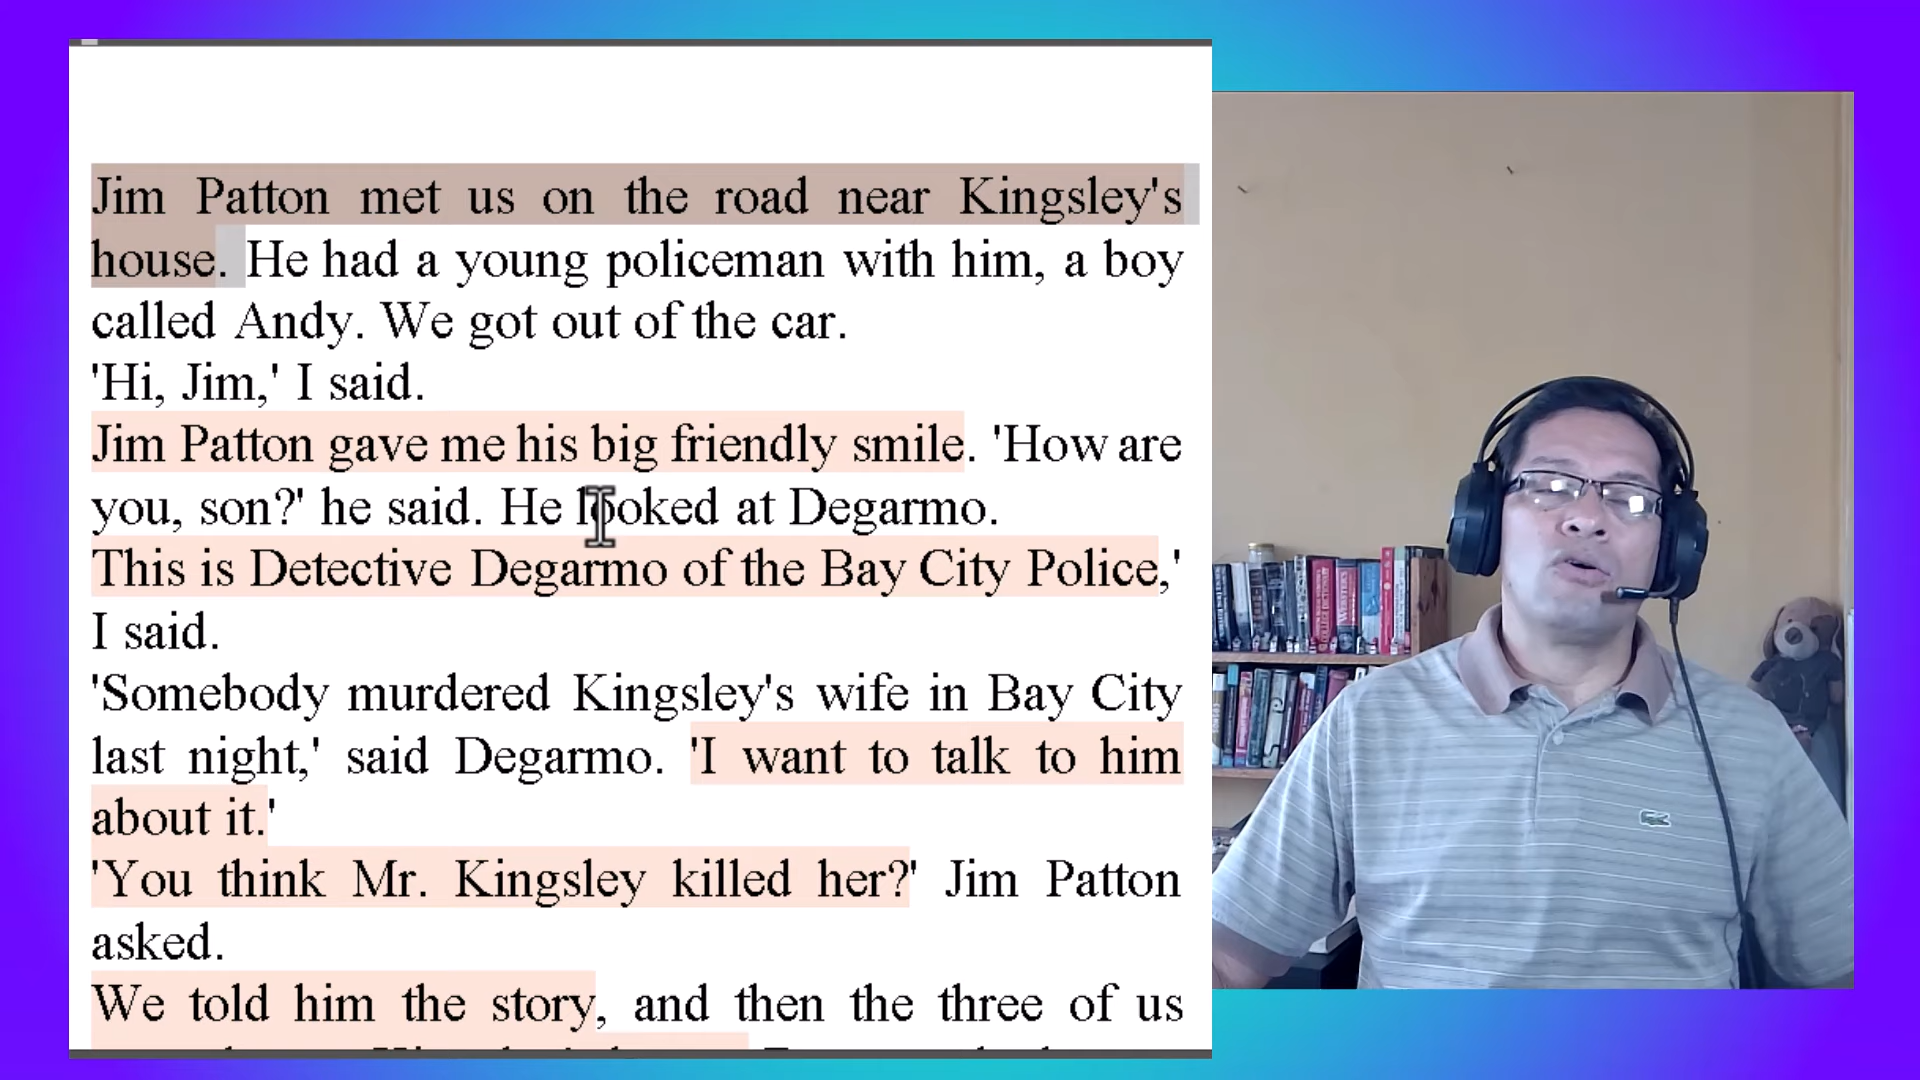 Jim Patton met us on the road near Kingsley's
house. He had a young policeman with him, a boy
called Andy. We got out of the car.
'Hi, Jim,' I said.
Jim Patton gave me his big friendly smile. 'How are
you, son?' he said. He looked at Degarmo.
This is Detective Degarmo of the Bay City Police,'
I said.
'Somebody murdered Kingsley's wife in Bay City
last night,' said Degarmo. 'I want to talk to him
about it.'
'You think Mr. Kingsley killed her?' Jim Patton
asked.
We told him the story, and then the three of us